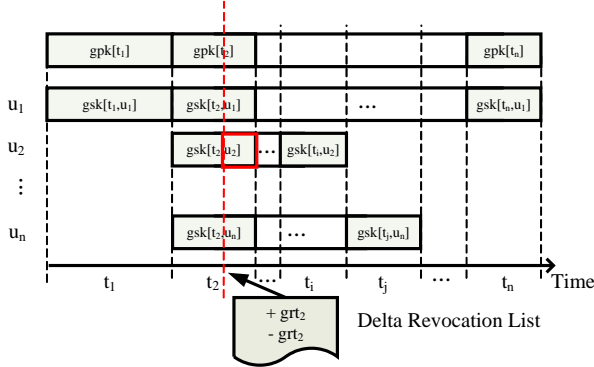 gpk[t1] gpk[t2] gpk[tn]
u1 gsk[t1,u1] gsk[t2,u1] ... gsk[tn,u1]
u2 gsk[t2,u2] ... gsk[ti,u2]
⋮
un gsk[t2,un] ... gsk[tj,un]
t1 t2 ... ti tj ... tn Time
+ grt2
- grt2
Delta Revocation List